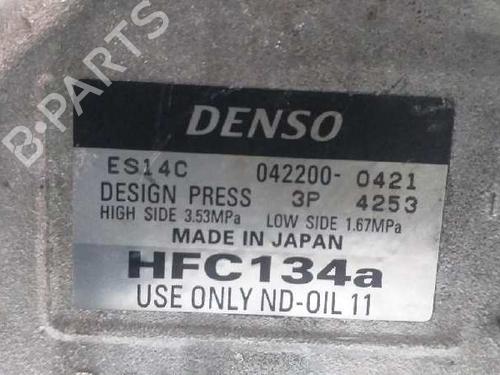 B-PARTS
DENSO
ES14C 042200- 0421
DESIGN PRESS 3P 4253
HIGH SIDE 3.53MPa LOW SIDE 1.67MPa
MADE IN JAPAN
HFC134a
USE ONLY ND-OIL 11